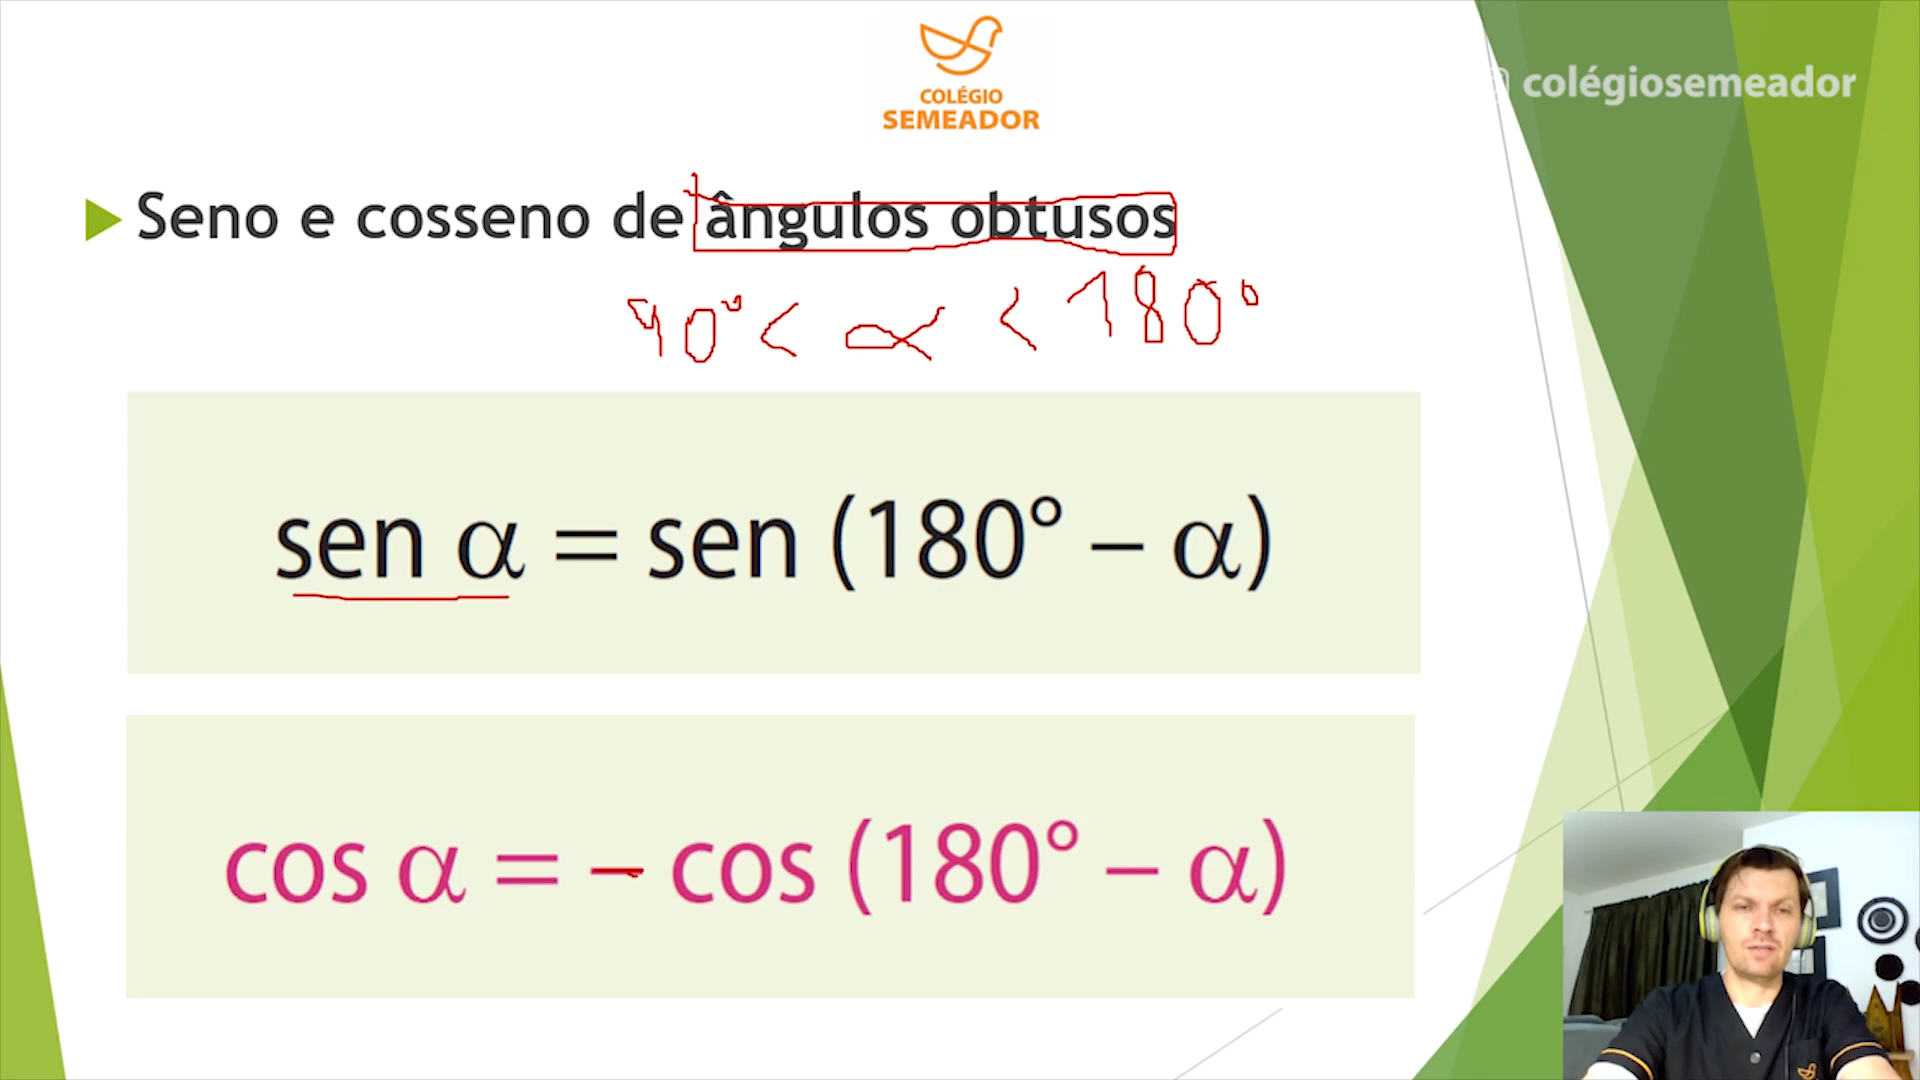 COLÉGIO
SEMEADOR
colégiosemeador
Seno e cosseno de ângulos obtusos
90° < α < 180°
sen α = sen (180° – α)
cos α = – cos (180° – α)